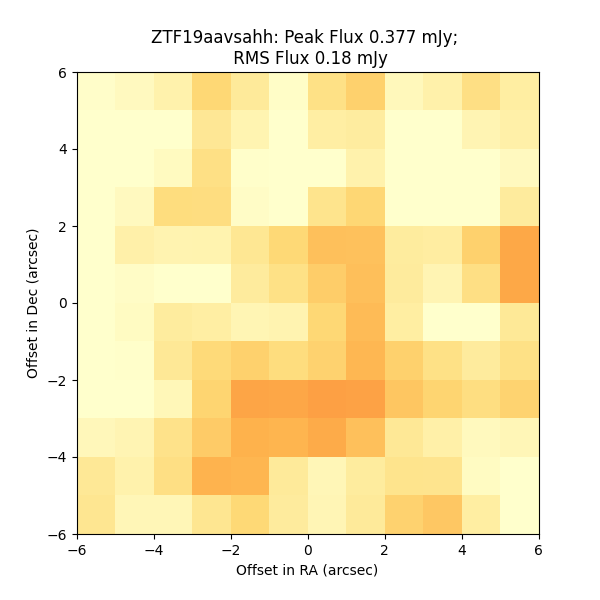 ZTF19aavsahh: Peak Flux 0.377 mJy;
RMS Flux 0.18 mJy
6
4
2
0
−2
−4
−6
Offset in Dec (arcsec)
−6 −4 −2 0 2 4 6
Offset in RA (arcsec)